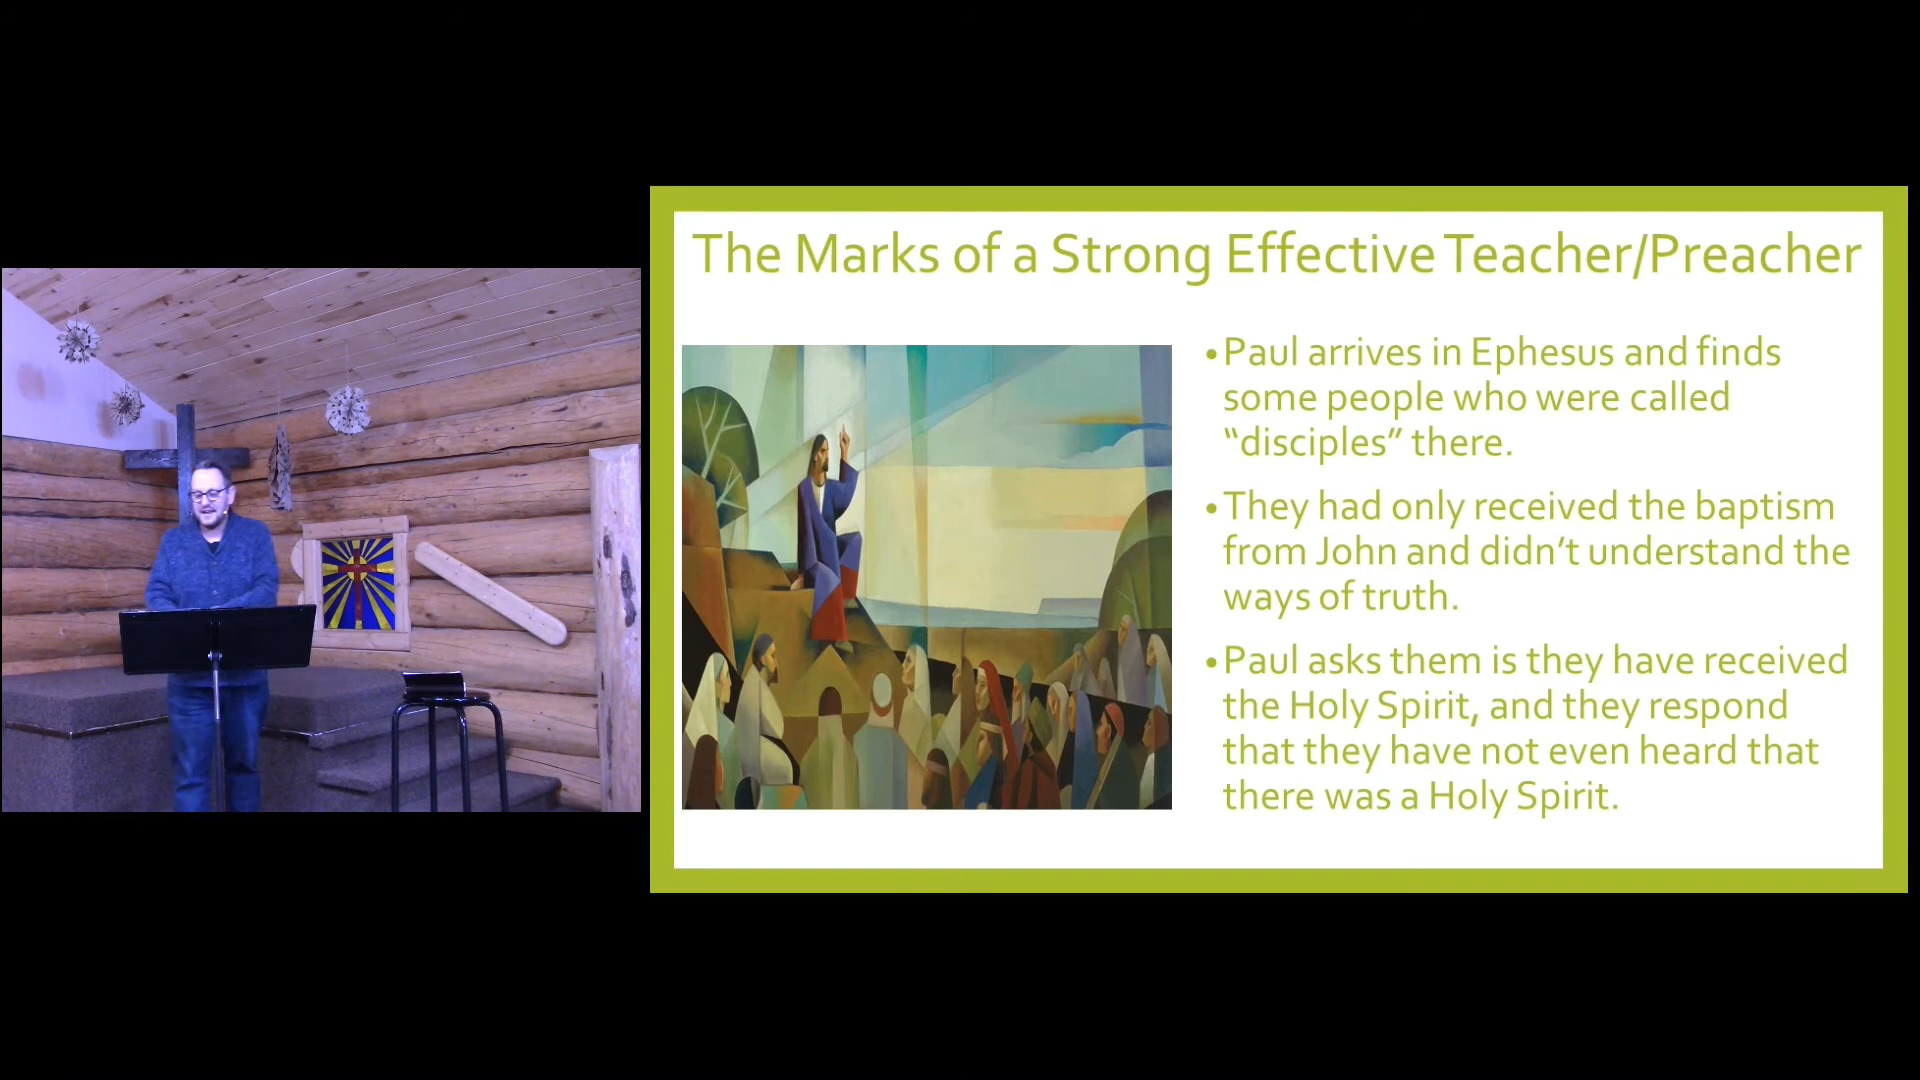 The Marks of a Strong Effective Teacher/Preacher
•Paul arrives in Ephesus and finds
some people who were called
“disciples” there.
•They had only received the baptism
from John and didn’t understand the
ways of truth.
•Paul asks them is they have received
the Holy Spirit, and they respond
that they have not even heard that
there was a Holy Spirit.